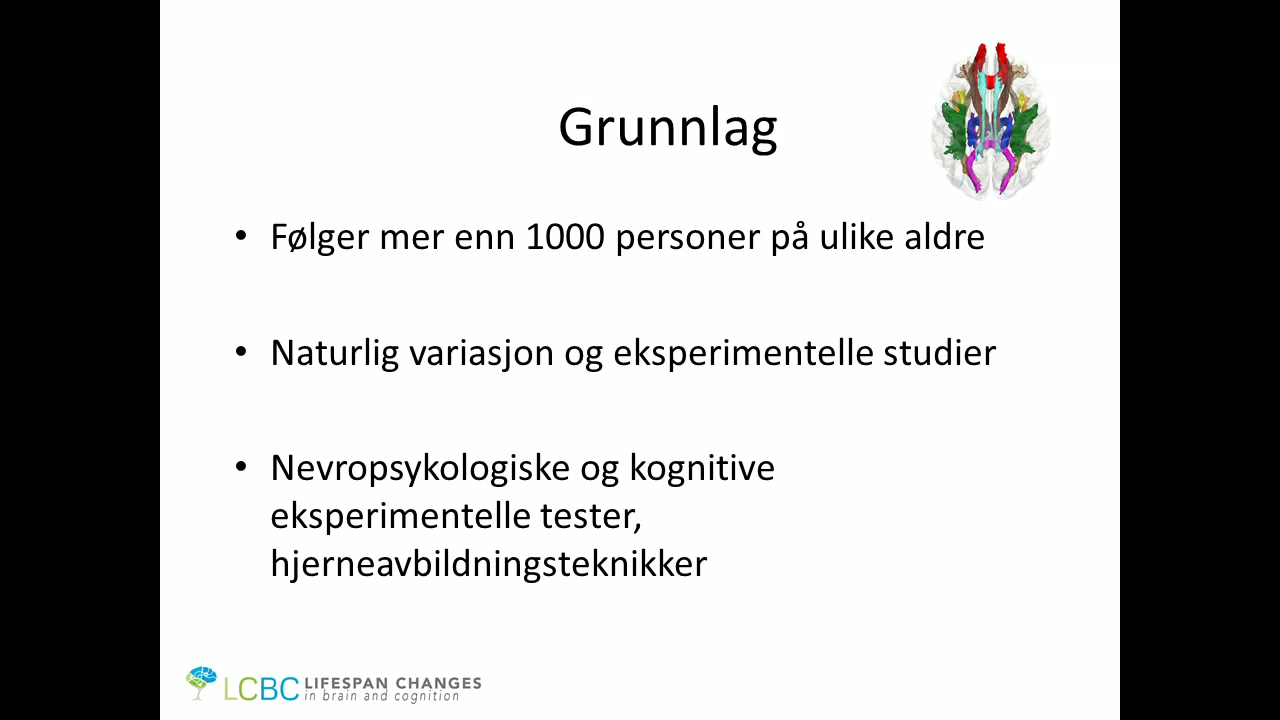 Grunnlag
• Følger mer enn 1000 personer på ulike aldre
• Naturlig variasjon og eksperimentelle studier
• Nevropsykologiske og kognitive
eksperimentelle tester,
hjerneavbildningsteknikker
LCBC LIFESPAN CHANGES
in brain and cognition